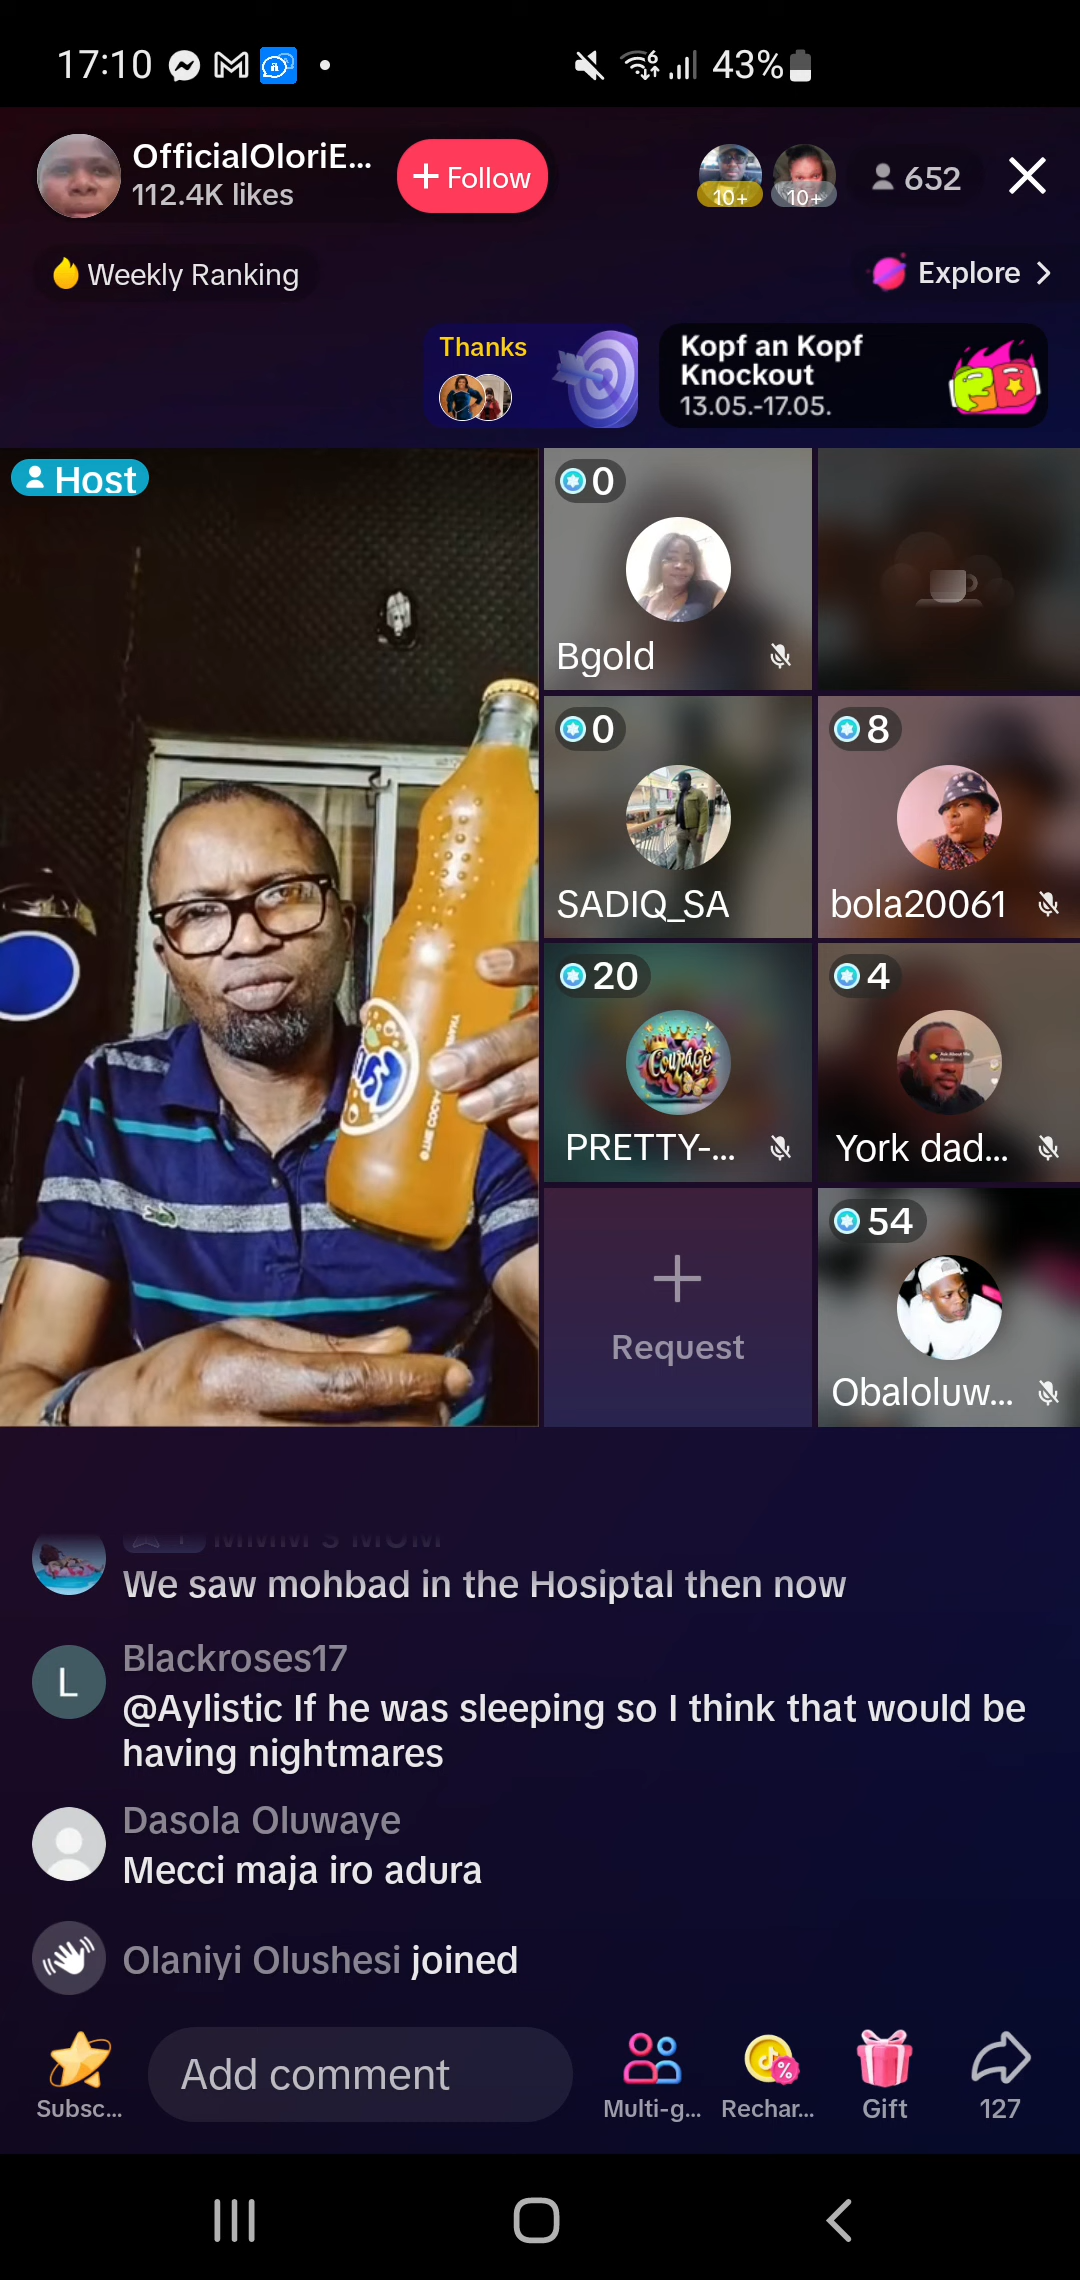 17:10
43%
OfficialOloriE...
112.4K likes
+ Follow
10+
10+
652
Weekly Ranking
Explore >
Thanks
Kopf an Kopf
Knockout
13.05.-17.05.
Host
0
Bgold
0
SADIQ_SA
8
bola20061
20
Courage
PRETTY-...
4
York dad...
Request
54
Obaloluw...
MMM's MOM
We saw mohbad in the Hosiptal then now
L
Blackroses17
@Aylistic If he was sleeping so I think that would be
having nightmares
Dasola Oluwaye
Mecci maja iro adura
Olaniyi Olushesi joined
Add comment
Subsc...
Multi-g...
Rechar...
Gift
127